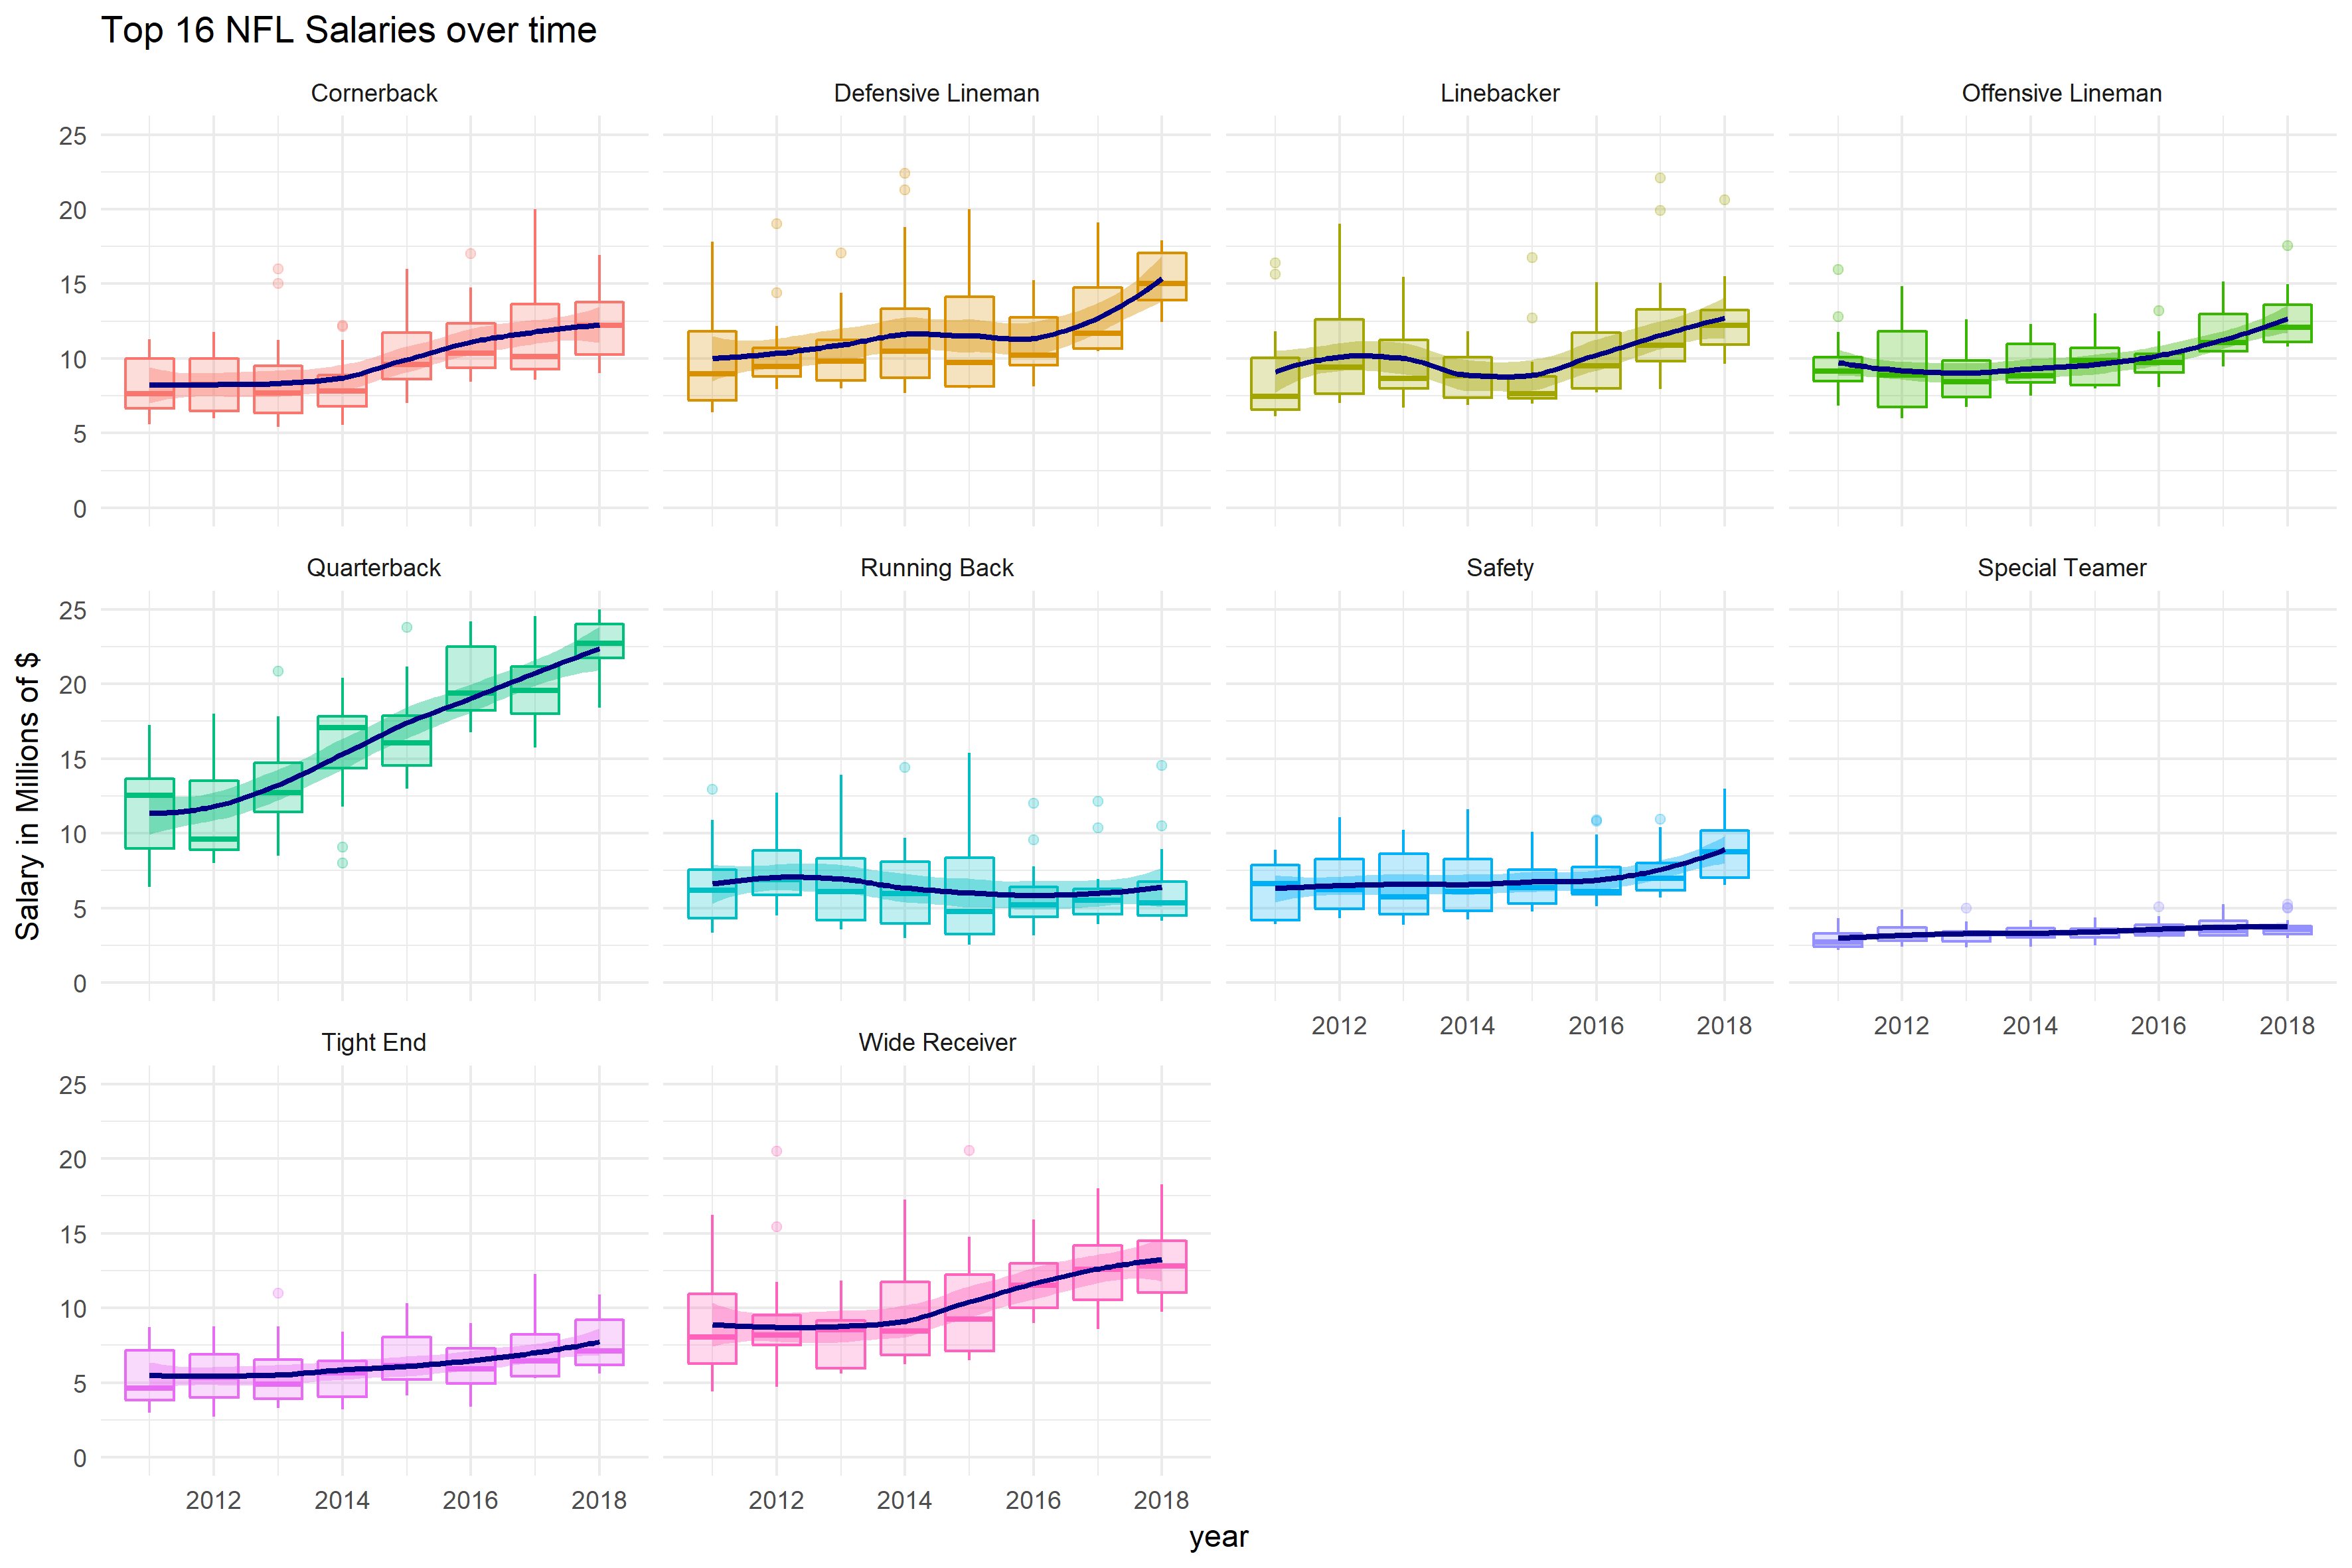 Top 16 NFL Salaries over time
Cornerback
Defensive Lineman
Linebacker
Offensive Lineman
25
20
15
10
5
0
Quarterback
Running Back
Safety
Special Teamer
Salary in Millions of $
25
20
15
10
5
0
2012 2014 2016 2018
2012 2014 2016 2018
Tight End
Wide Receiver
25
20
15
10
5
0
2012 2014 2016 2018
2012 2014 2016 2018
year